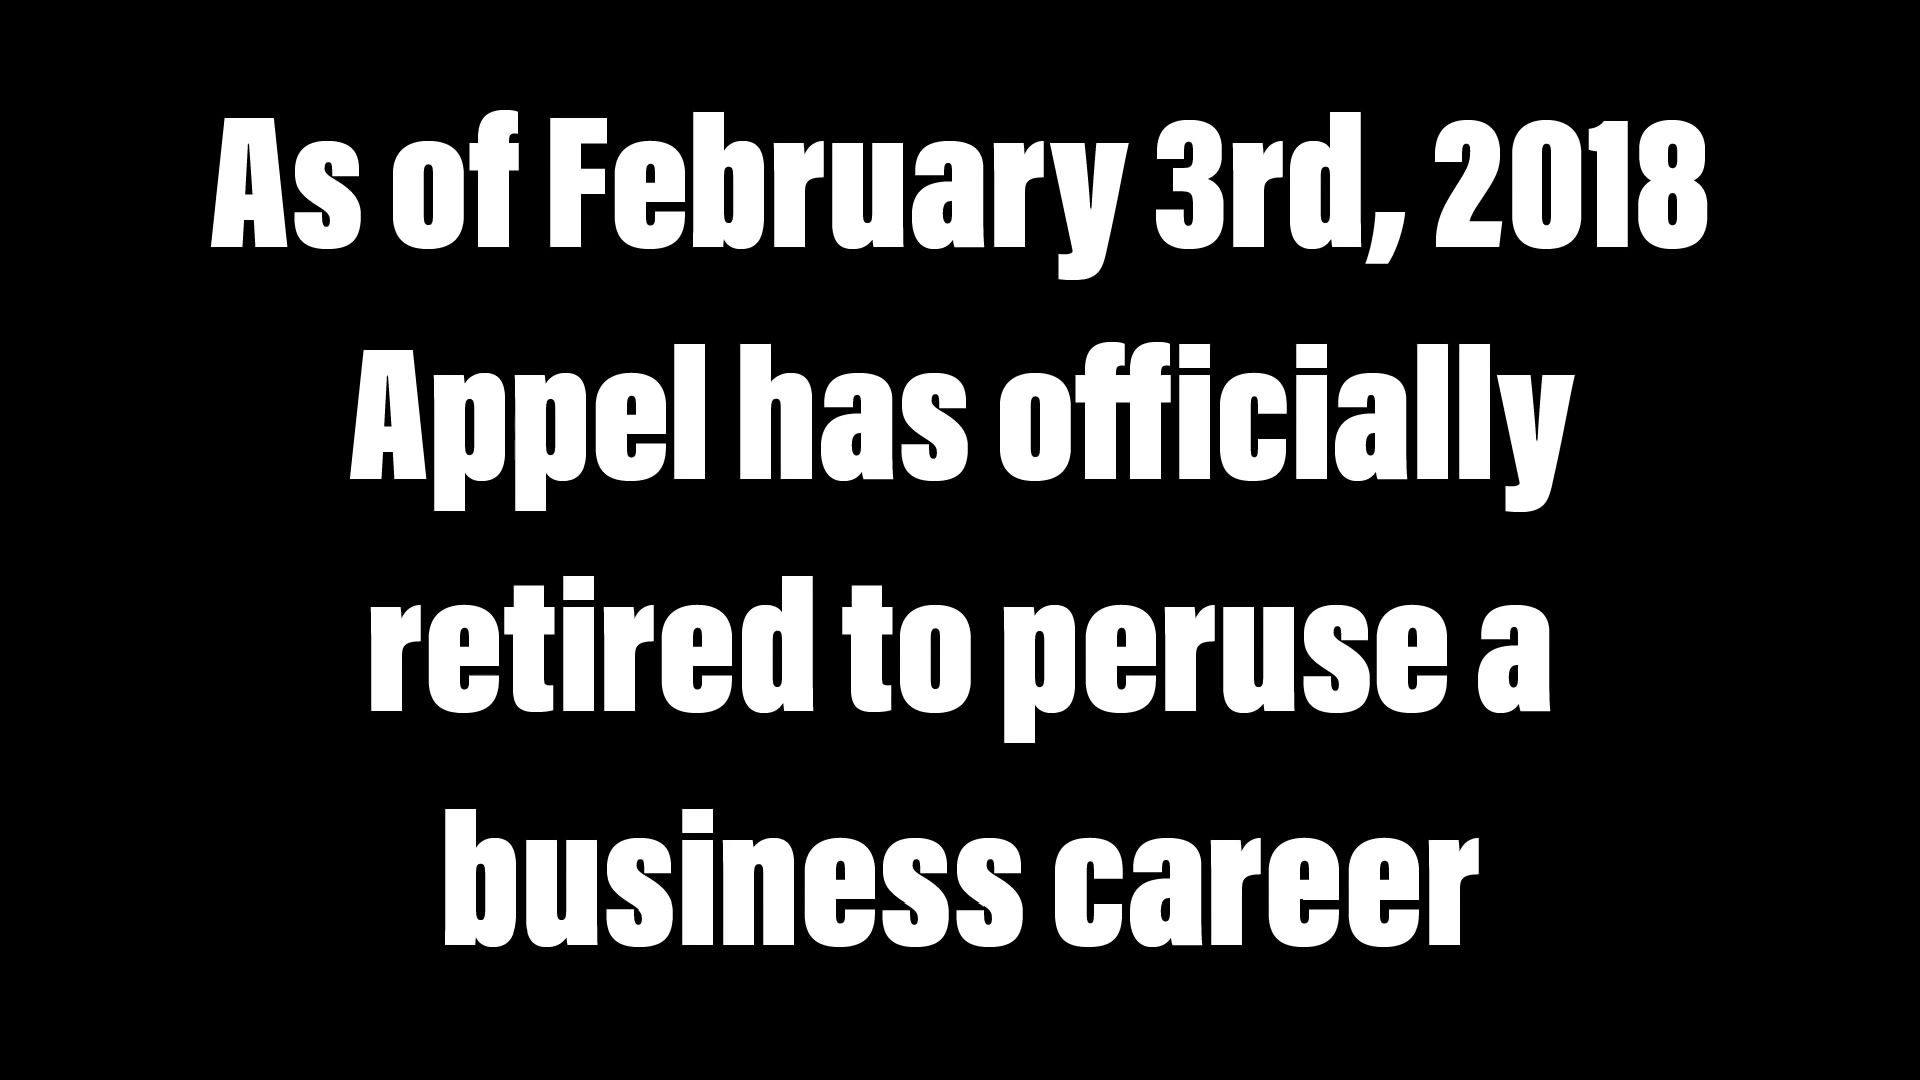 As of February 3rd, 2018
Appel has officially
retired to peruse a
business career